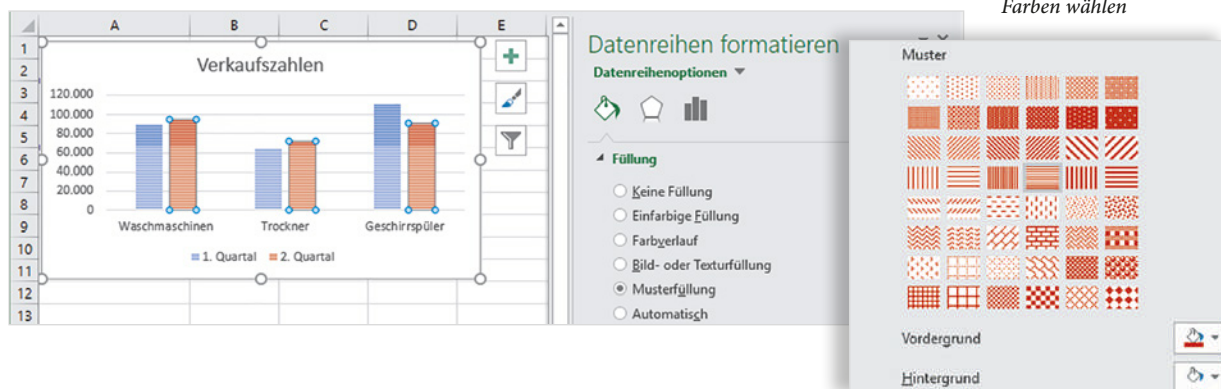 Farben wählen
A B C D E
1
2
3
4
5
6
7
8
9
10
11
12
13
Verkaufszahlen
120.000
100.000
80.000
60.000
40.000
20.000
0
Waschmaschinen Trockner Geschirrspüler
1. Quartal 2. Quartal
Datenreihen formatieren
Datenreihenoptionen
Füllung
Keine Füllung
Einfarbige Füllung
Farbverlauf
Bild- oder Texturfüllung
Musterfüllung
Automatisch
Muster
Vordergrund
Hintergrund